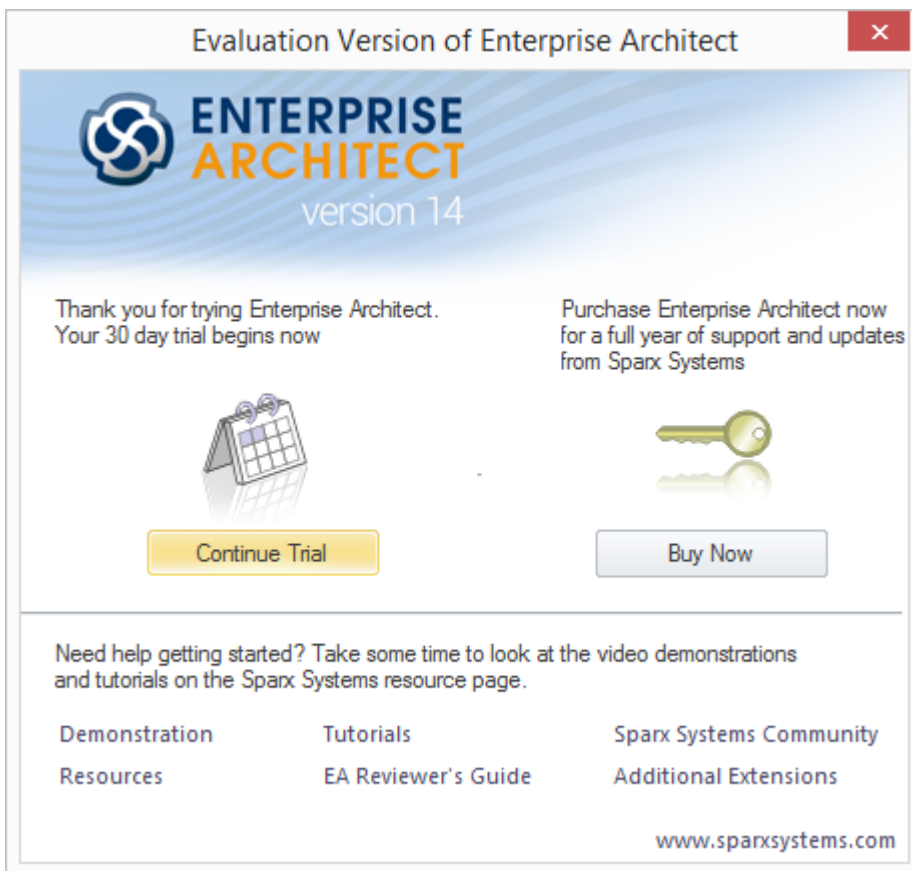 Evaluation Version of Enterprise Architect
ENTERPRISE
ARCHITECT
version 14
Thank you for trying Enterprise Architect.
Your 30 day trial begins now
Purchase Enterprise Architect now
for a full year of support and updates
from Sparx Systems
Continue Trial
Buy Now
Need help getting started? Take some time to look at the video demonstrations
and tutorials on the Sparx Systems resource page.
Demonstration
Tutorials
Sparx Systems Community
Resources
EA Reviewer's Guide
Additional Extensions
www.sparxsystems.com